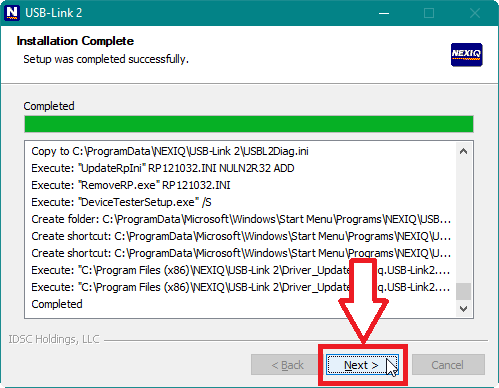 USB-Link 2
Installation Complete
Setup was completed successfully.
NEXIQ
Completed
Copy to C:\ProgramData\NEXIQ\USB-Link 2\USBL2Diag.ini
Execute: "UpdateRpIni" RP121032.INI NULN2R32 ADD
Execute: "RemoveRP.exe" RP121032.INI
Execute: "DeviceTesterSetup.exe" /S
Create folder: C:\ProgramData\Microsoft\Windows\Start Menu\Programs\NEXIQ\USB...
Create shortcut: C:\ProgramData\Microsoft\Windows\Start Menu\Programs\NEXIQ\U...
Create shortcut: C:\ProgramData\Microsoft\Windows\Start Menu\Programs\NEXIQ\U...
Execute: "C:\Program Files (x86)\NEXIQ\USB-Link 2\Driver_Update q.USB-Link2....
Execute: "C:\Program Files (x86)\NEXIQ\USB-Link 2\Driver_Update q.USB-Link2....
Completed
IDSC Holdings, LLC
< Back Next > Cancel